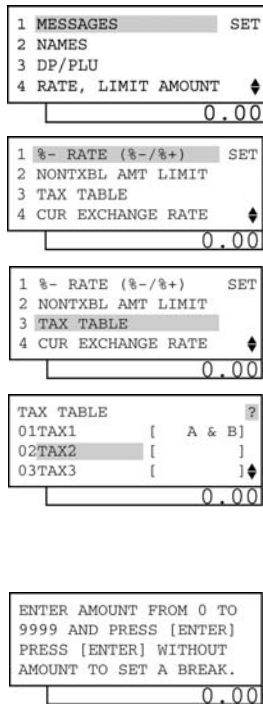 1 MESSAGES SET
2 NAMES
3 DP/PLU
4 RATE, LIMIT AMOUNT
0.00
1 %- RATE (%-/%+) SET
2 NONTXBL AMT LIMIT
3 TAX TABLE
4 CUR EXCHANGE RATE
0.00
1 %- RATE (%-/%+) SET
2 NONTXBL AMT LIMIT
3 TAX TABLE
4 CUR EXCHANGE RATE
0.00
TAX TABLE ?
01TAX1 [ A & B]
02TAX2 [ ]
03TAX3 [ ]
0.00
ENTER AMOUNT FROM 0 TO
9999 AND PRESS [ENTER]
PRESS [ENTER] WITHOUT
AMOUNT TO SET A BREAK.
0.00